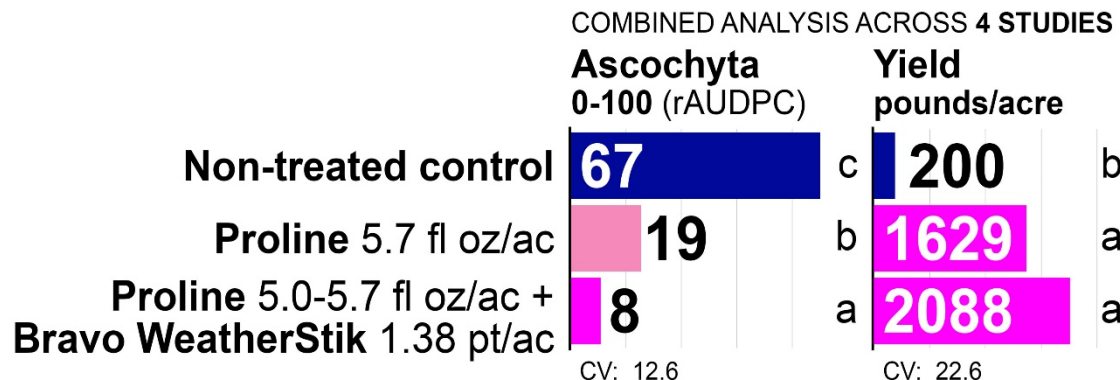 COMBINED ANALYSIS ACROSS 4 STUDIES
Ascochyta
0-100 (rAUDPC)
Yield
pounds/acre
Non-treated control 67 c 200 b
Proline 5.7 fl oz/ac 19 b 1629 a
Proline 5.0-5.7 fl oz/ac +
Bravo WeatherStik 1.38 pt/ac 8 a 2088 a
CV: 12.6 CV: 22.6